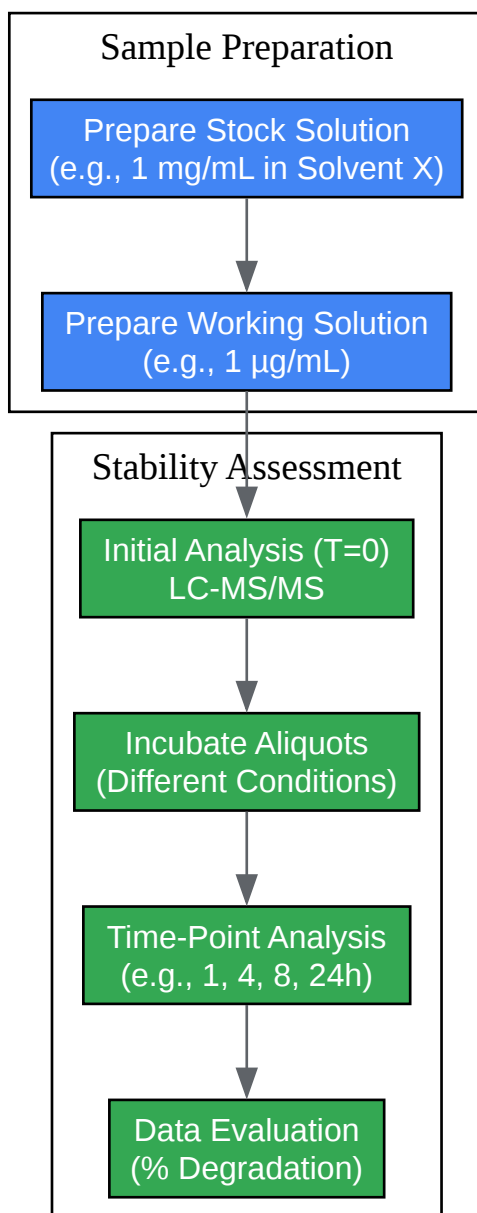 Sample Preparation
Prepare Stock Solution
(e.g., 1 mg/mL in Solvent X)
Prepare Working Solution
(e.g., 1 µg/mL)
Stability Assessment
Initial Analysis (T=0)
LC-MS/MS
Incubate Aliquots
(Different Conditions)
Time-Point Analysis
(e.g., 1, 4, 8, 24h)
Data Evaluation
(% Degradation)